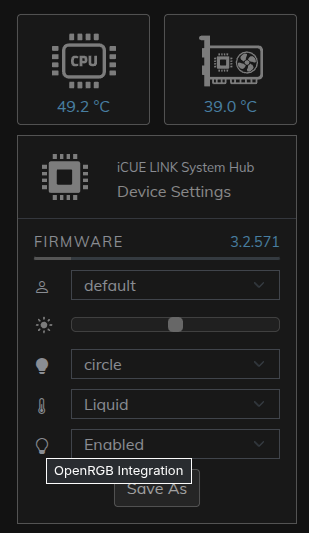 CPU
49.2 °C
39.0 °C
iCUE LINK System Hub
Device Settings
FIRMWARE 3.2.571
default
circle
Liquid
Enabled
OpenRGB Integration
Save As